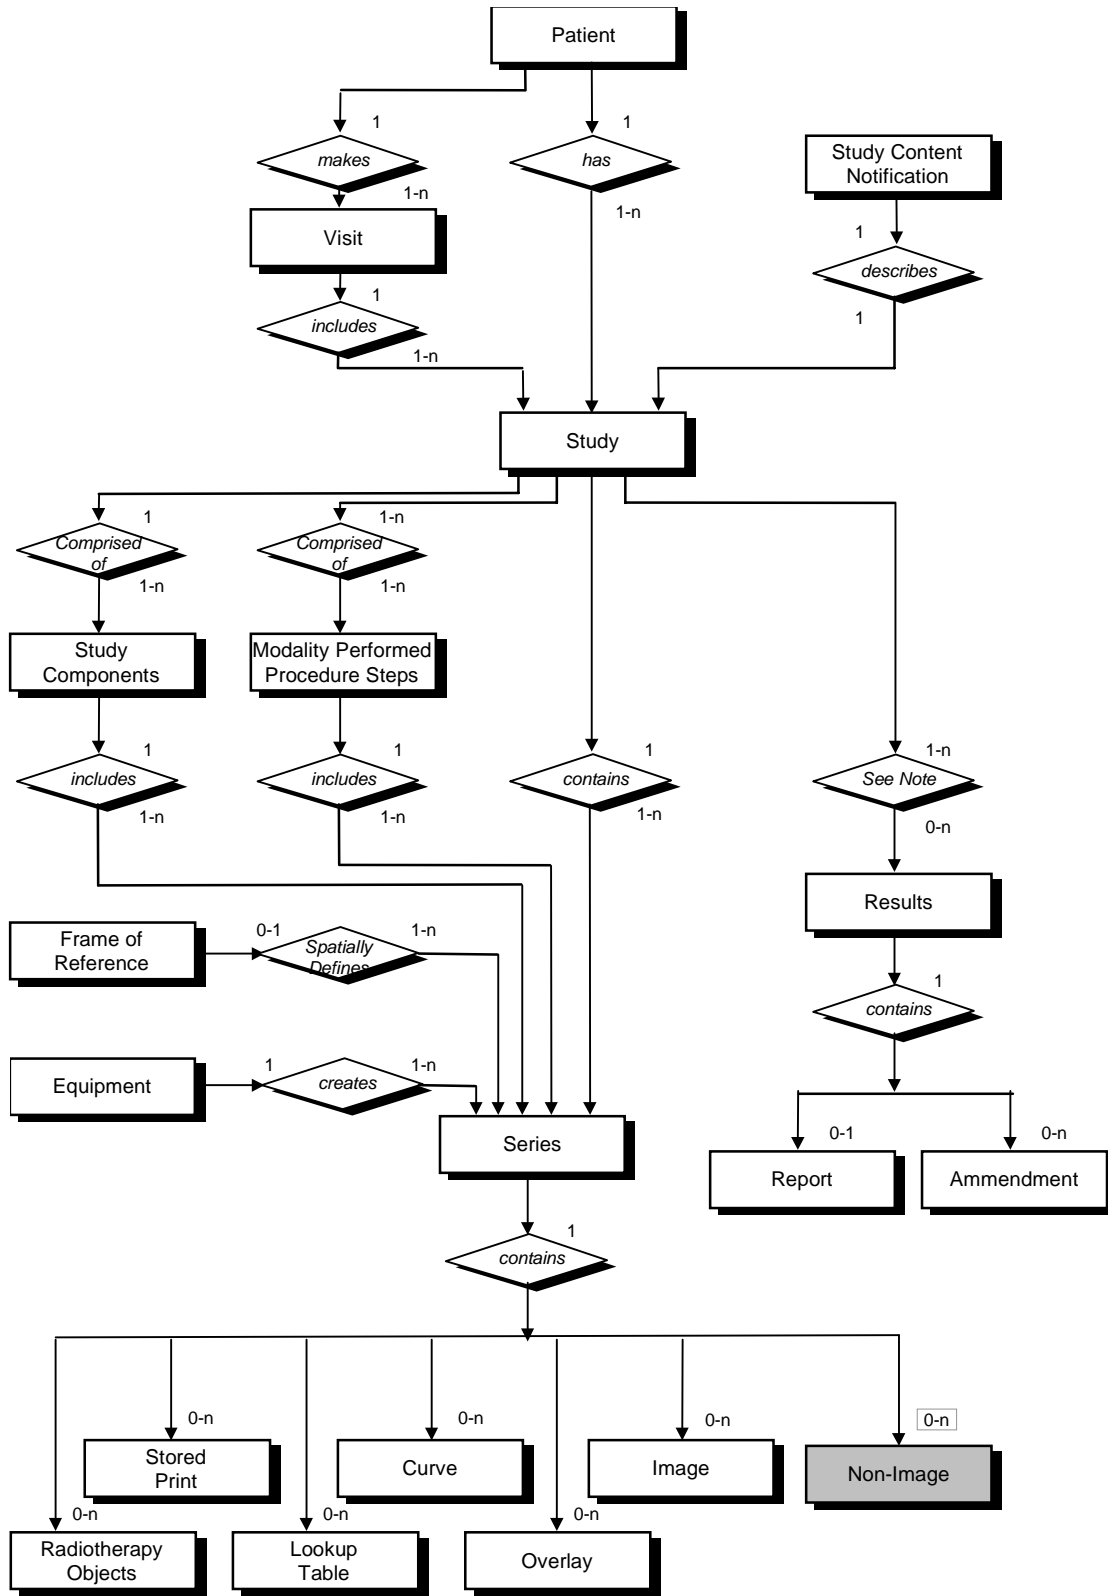 Patient
1
1
makes
has
Study Content
Notification
1-n
1-n
Visit
1
describes
1
includes
1
1-n
Study
1
1-n
Comprised
of
Comprised
of
1-n
1-n
Study
Components
Modality Performed
Procedure Steps
1
1
1
1-n
includes
includes
contains
See Note
1-n
1-n
1-n
0-n
Results
Frame of
Reference
0-1
Spatially
Defines
1-n
1
contains
Equipment
1
creates
1-n
Series
0-1
0-n
Report
Ammendment
1
contains
0-n
0-n
0-n
0-n
Stored
Print
Curve
Image
Non-Image
0-n
0-n
0-n
Radiotherapy
Objects
Lookup
Table
Overlay